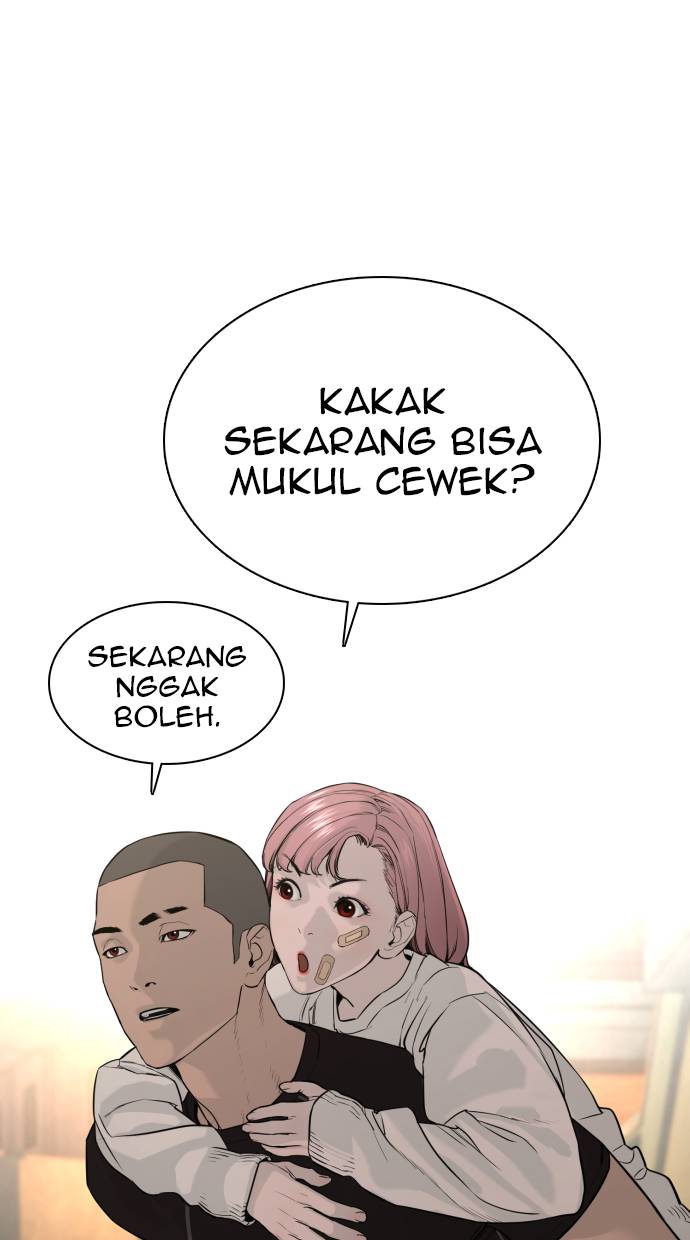 KAKAK
SEKARANG BISA
MUKUL CEWEK?
SEKARANG
NGGAK
BOLEH.